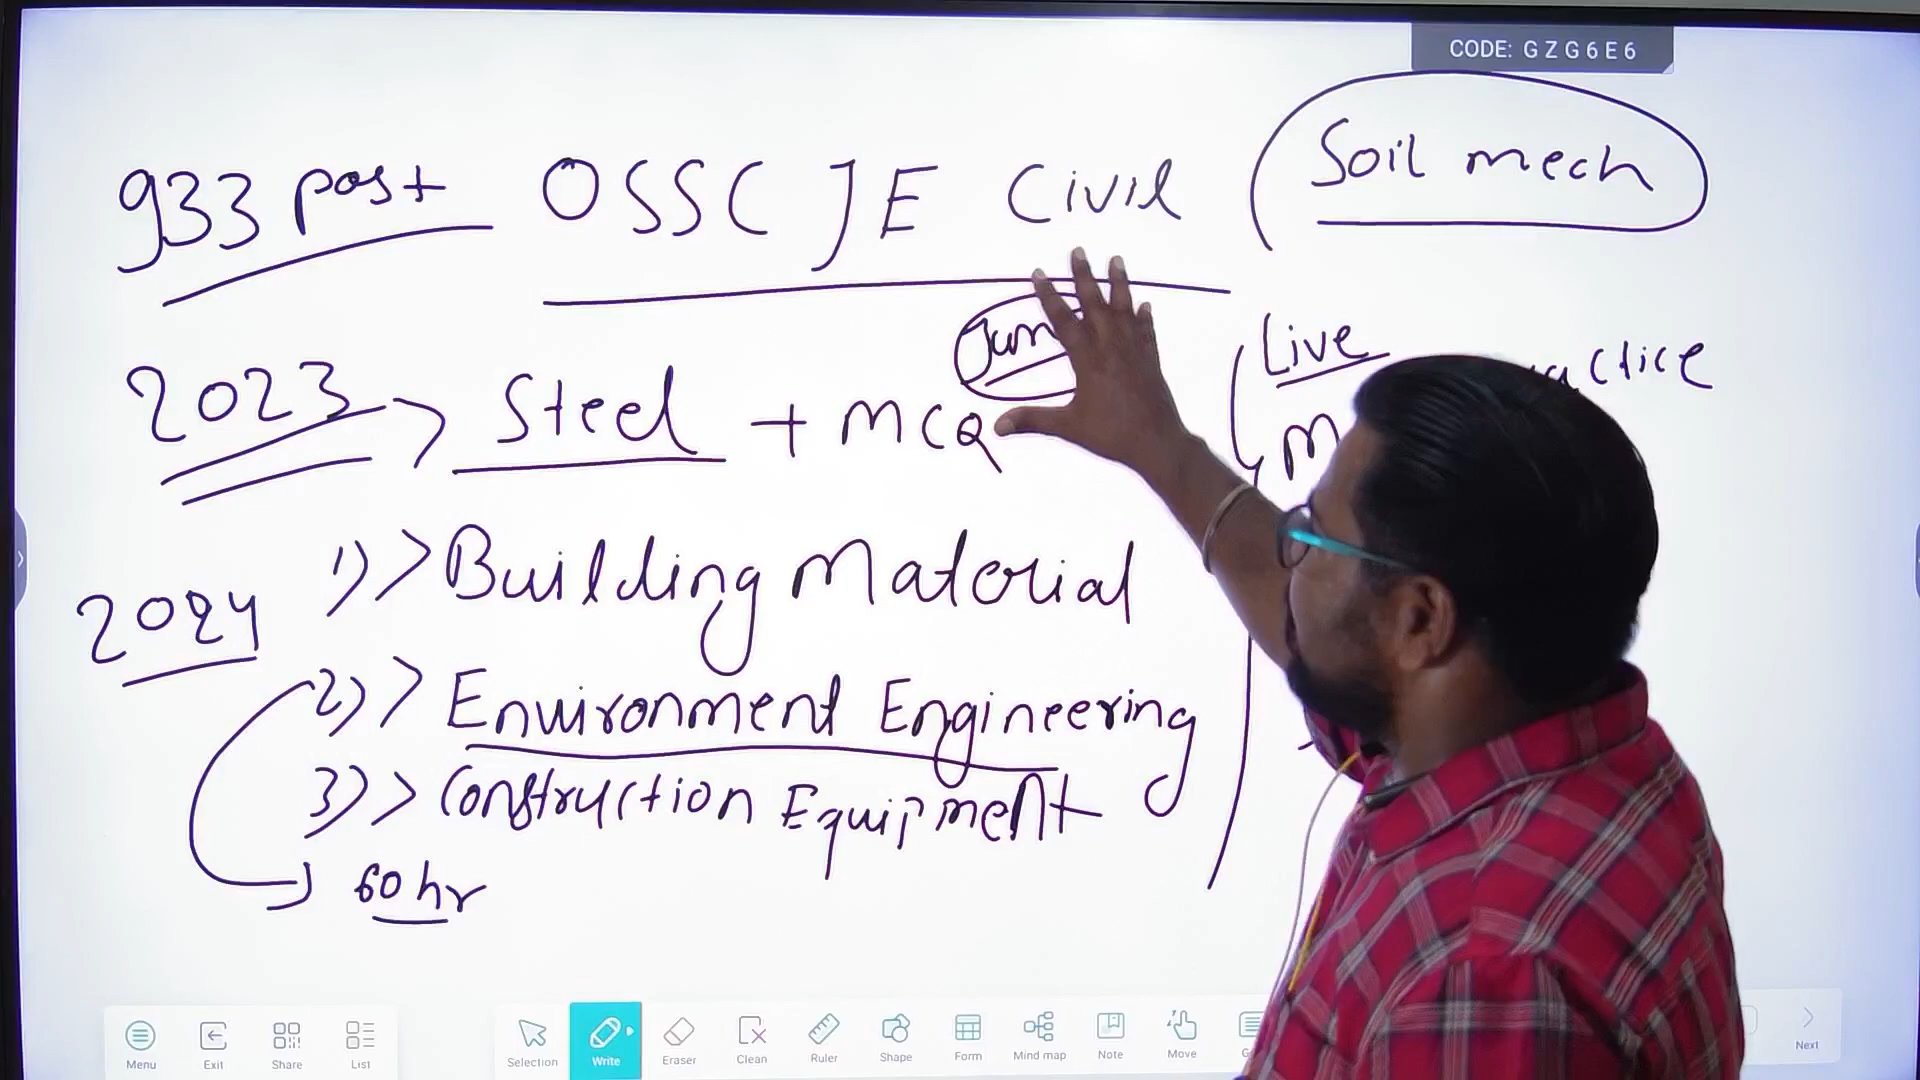 CODE: GZG6E6
933 post OSSC JE Civil Soil mech
2023 > Steel + MCQ
Live
1) > Building Material
2024
2) > Environment Engineering
3) > Construction Equipment
60 hr
Menu Exit Share List Selection Write Eraser Clean Ruler Shape Form Mind map Note Move Next